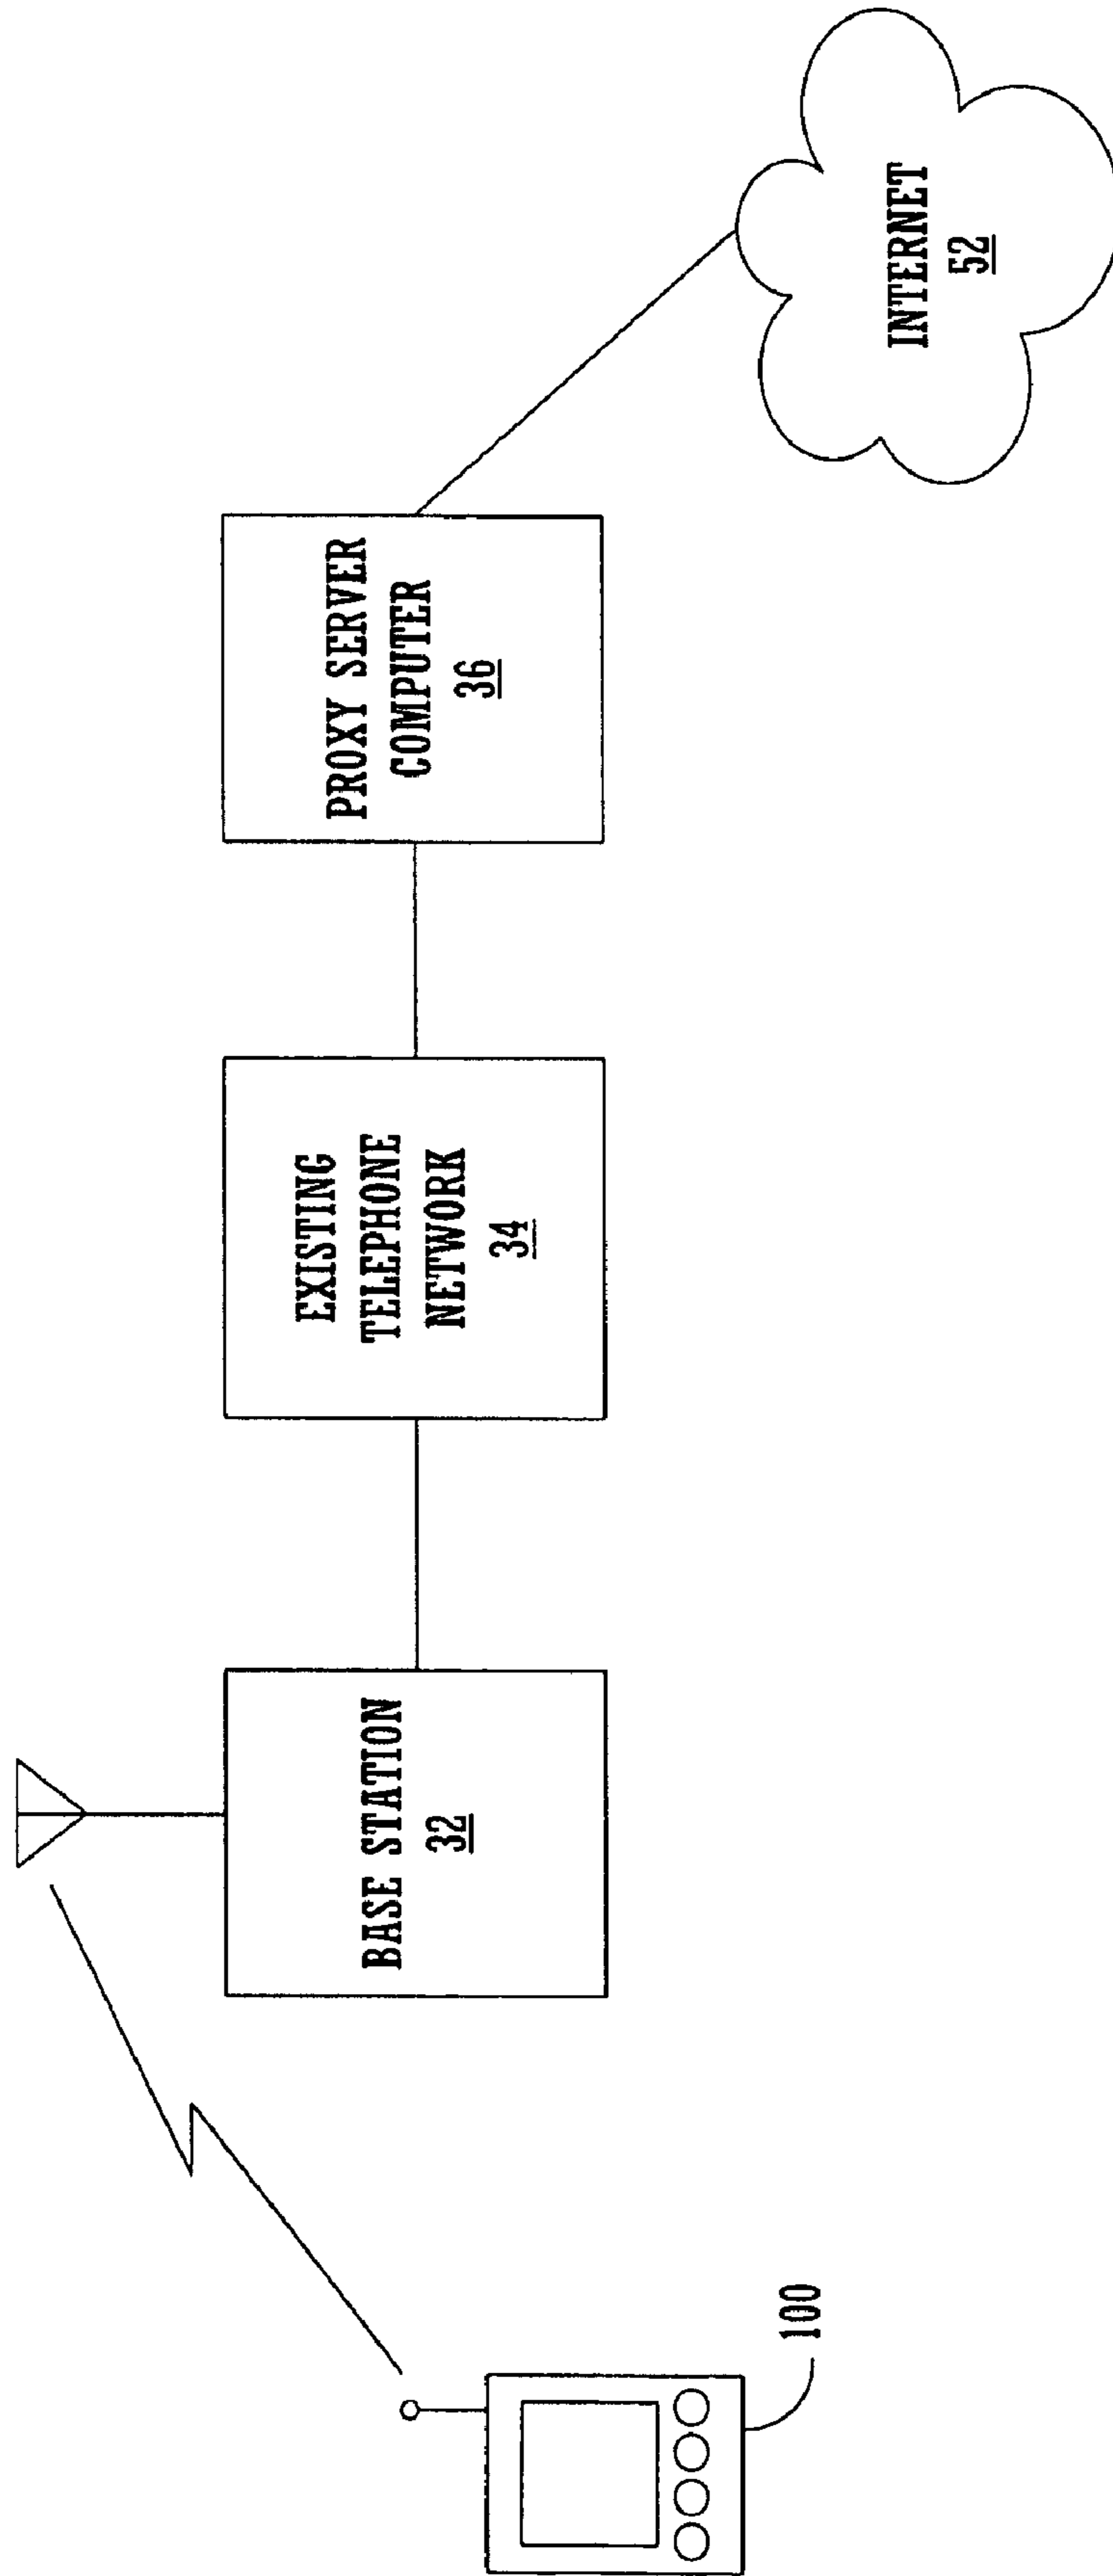 100
BASE STATION
32
EXISTING
TELEPHONE
NETWORK
34
PROXY SERVER
COMPUTER
36
INTERNET
52